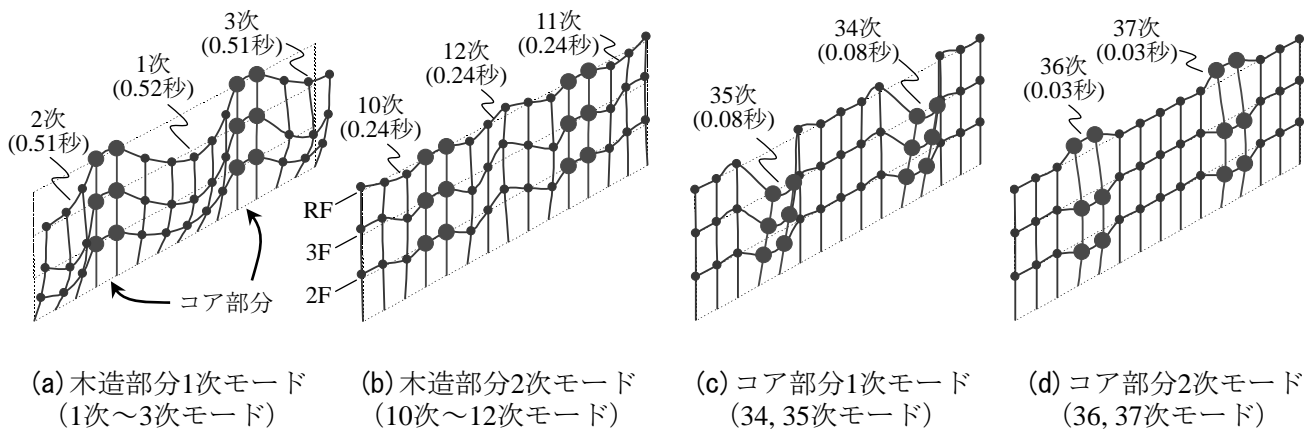 2次
(0.51秒)
1次
(0.52秒)
3次
(0.51秒)
コア部分
(a) 木造部分1次モード
(1次～3次モード)
10次
(0.24秒)
12次
(0.24秒)
11次
(0.24秒)
RF
3F
2F
(b) 木造部分2次モード
(10次～12次モード)
35次
(0.08秒)
34次
(0.08秒)
(c) コア部分1次モード
(34, 35次モード)
36次
(0.03秒)
37次
(0.03秒)
(d) コア部分2次モード
(36, 37次モード)